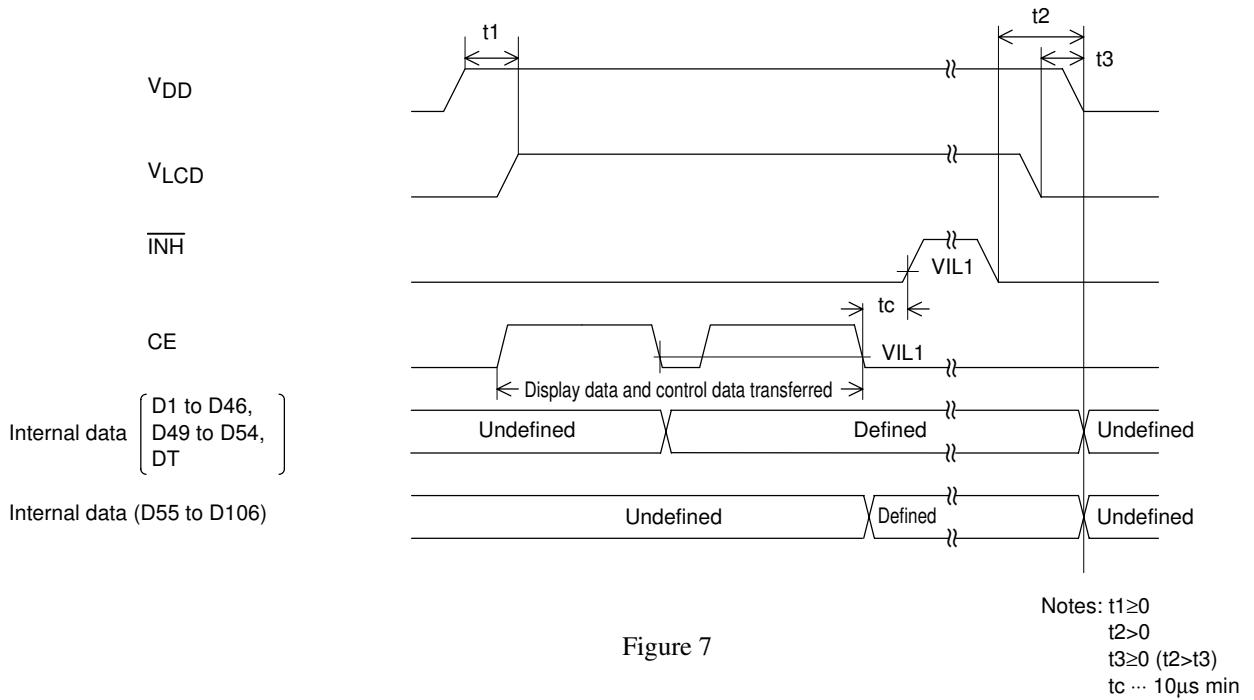 t1
t2
t3
VDD
VLCD
INH
VIL1
tc
CE
VIL1
Display data and control data transferred
Internal data
D1 to D46,
D49 to D54,
DT
Undefined
Defined
Undefined
Internal data (D55 to D106)
Undefined
Defined
Undefined
Notes: t1≥0
t2>0
t3≥0 (t2>t3)
tc ··· 10μs min
Figure 7